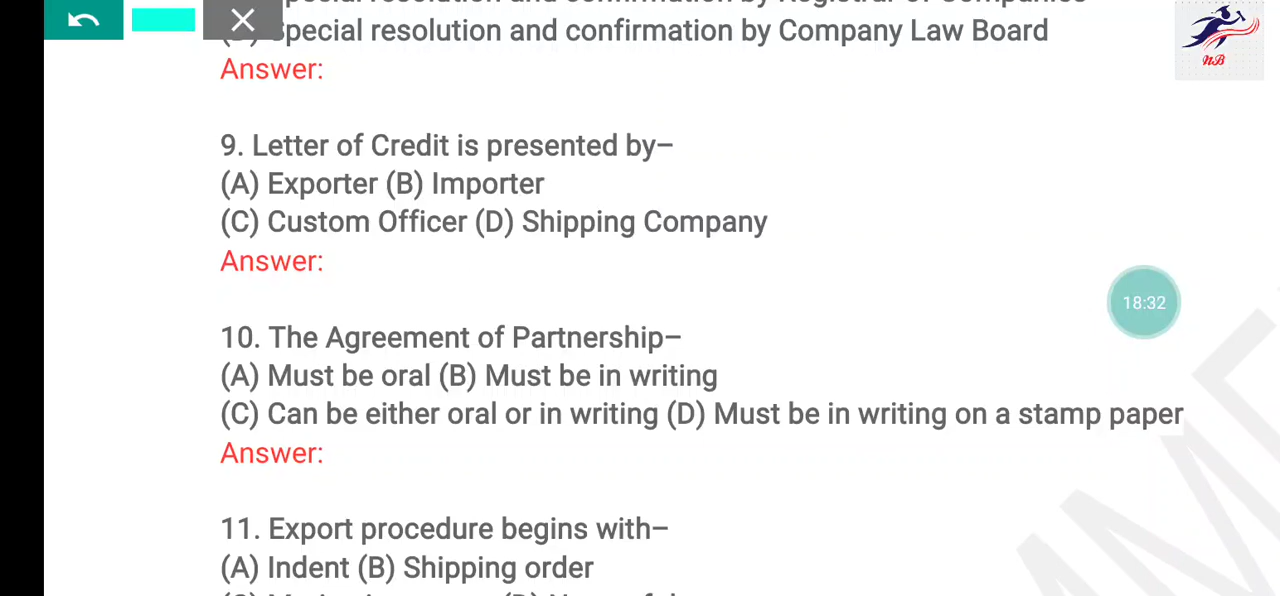 Special resolution and confirmation by Company Law Board
Answer:
9. Letter of Credit is presented by–
(A) Exporter (B) Importer
(C) Custom Officer (D) Shipping Company
Answer:
18:32
10. The Agreement of Partnership–
(A) Must be oral (B) Must be in writing
(C) Can be either oral or in writing (D) Must be in writing on a stamp paper
Answer:
11. Export procedure begins with–
(A) Indent (B) Shipping order
NB